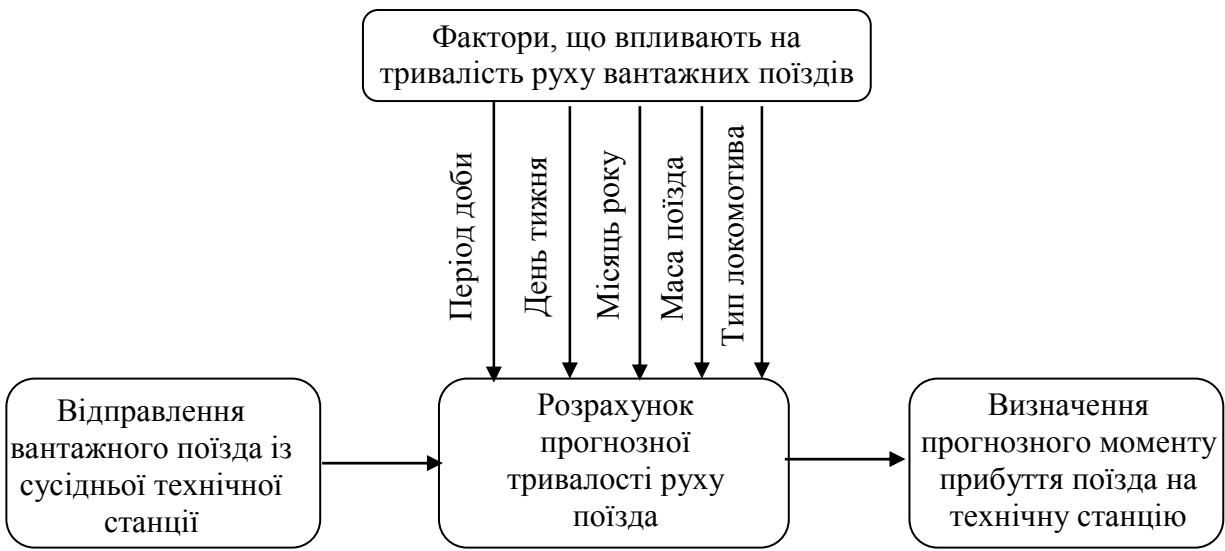 Фактори, що впливають на
тривалість руху вантажних поїздів
Період доби
День тижня
Місяць року
Маса поїзда
Тип локомотива
Відправлення
вантажного поїзда із
сусідньої технічної
станції
Розрахунок
прогнозної
тривалості руху
поїзда
Визначення
прогнозного моменту
прибуття поїзда на
технічну станцію